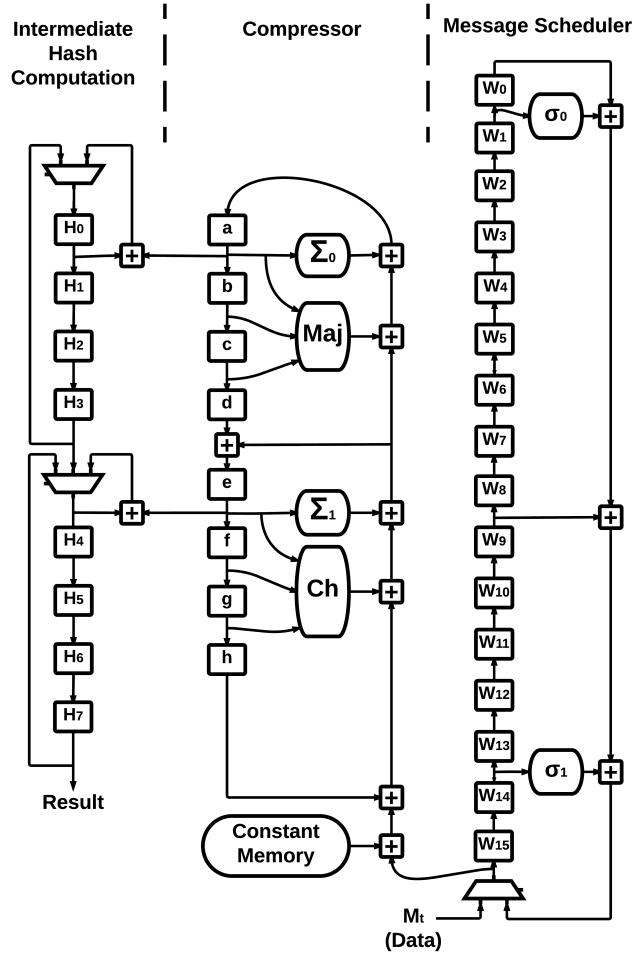 Intermediate
Hash
Computation
Compressor
Message Scheduler
H0
H1
H2
H3
H4
H5
H6
H7
Result
a
b
c
d
e
f
g
h
Σ0
Maj
Σ1
Ch
+
+
+
+
+
+
+
+
+
Constant
Memory
W0
W1
W2
W3
W4
W5
W6
W7
W8
W9
W10
W11
W12
W13
W14
W15
σ0
σ1
+
+
+
Mt
(Data)